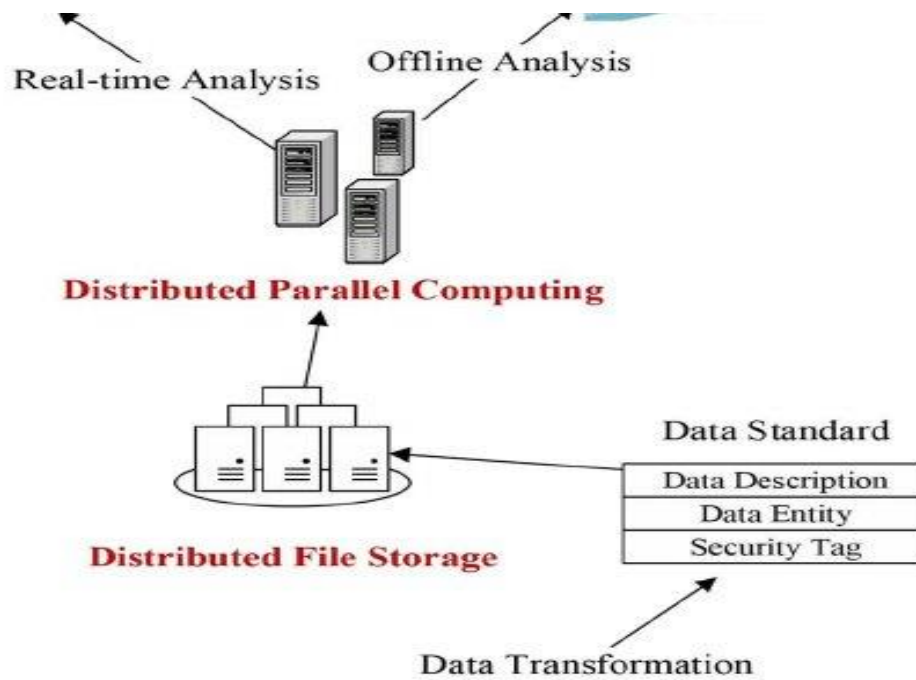 Real-time Analysis
Offline Analysis
Distributed Parallel Computing
Data Standard
Data Description
Data Entity
Security Tag
Distributed File Storage
Data Transformation